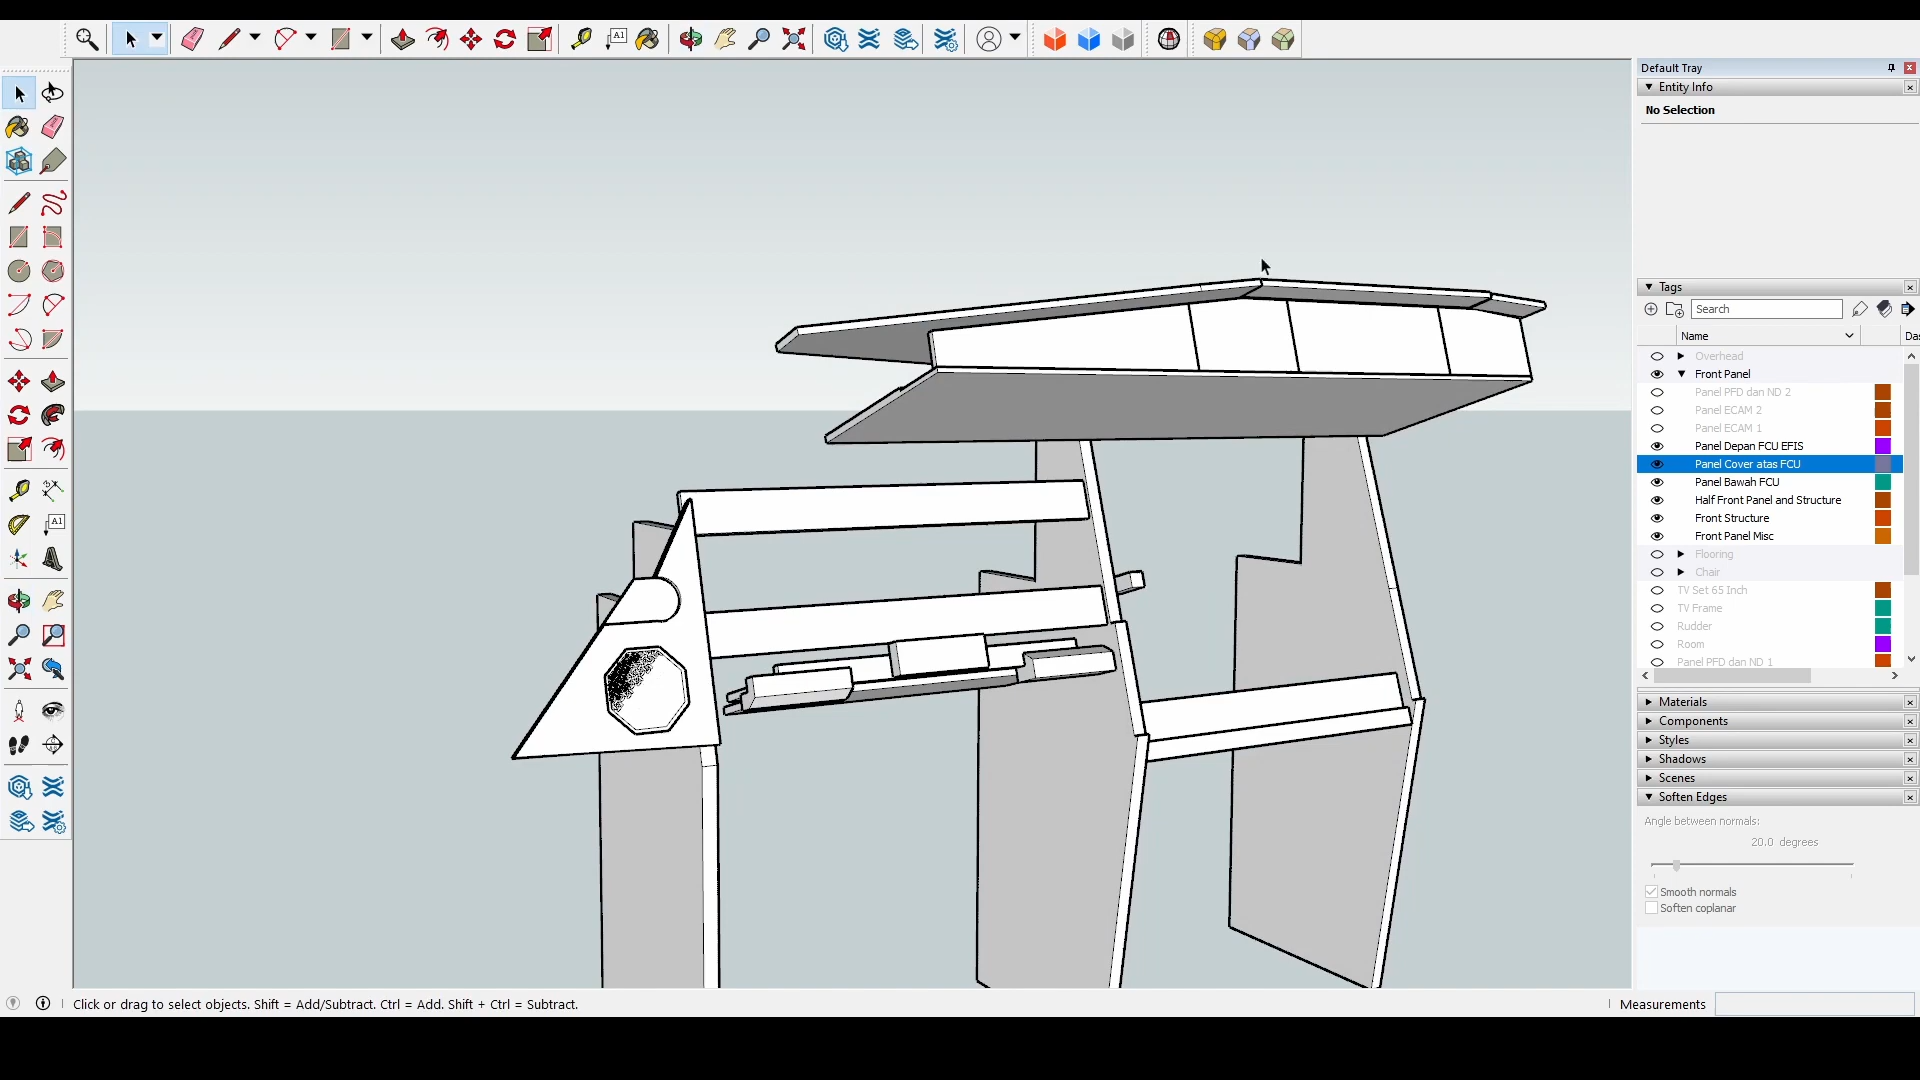 Default Tray
Entity Info
No Selection
A1
Tags
Search
Name
Da
Overhead
Front Panel
Panel PFD dan ND 2
Panel ECAM 2
Panel ECAM 1
Panel Depan FCU EFIS
Panel Cover atas FCU
Panel Bawah FCU
Half Front Panel and Structure
Front Structure
Front Panel Misc
Flooring
Chair
TV Set 65 Inch
TV Frame
Rudder
Room
Panel PFD dan ND 1
A1
Materials
Components
Styles
Shadows
Scenes
Soften Edges
Angle between normals:
20.0 degrees
Smooth normals
Soften coplanar
Click or drag to select objects. Shift = Add/Subtract. Ctrl = Add. Shift + Ctrl = Subtract.
Measurements